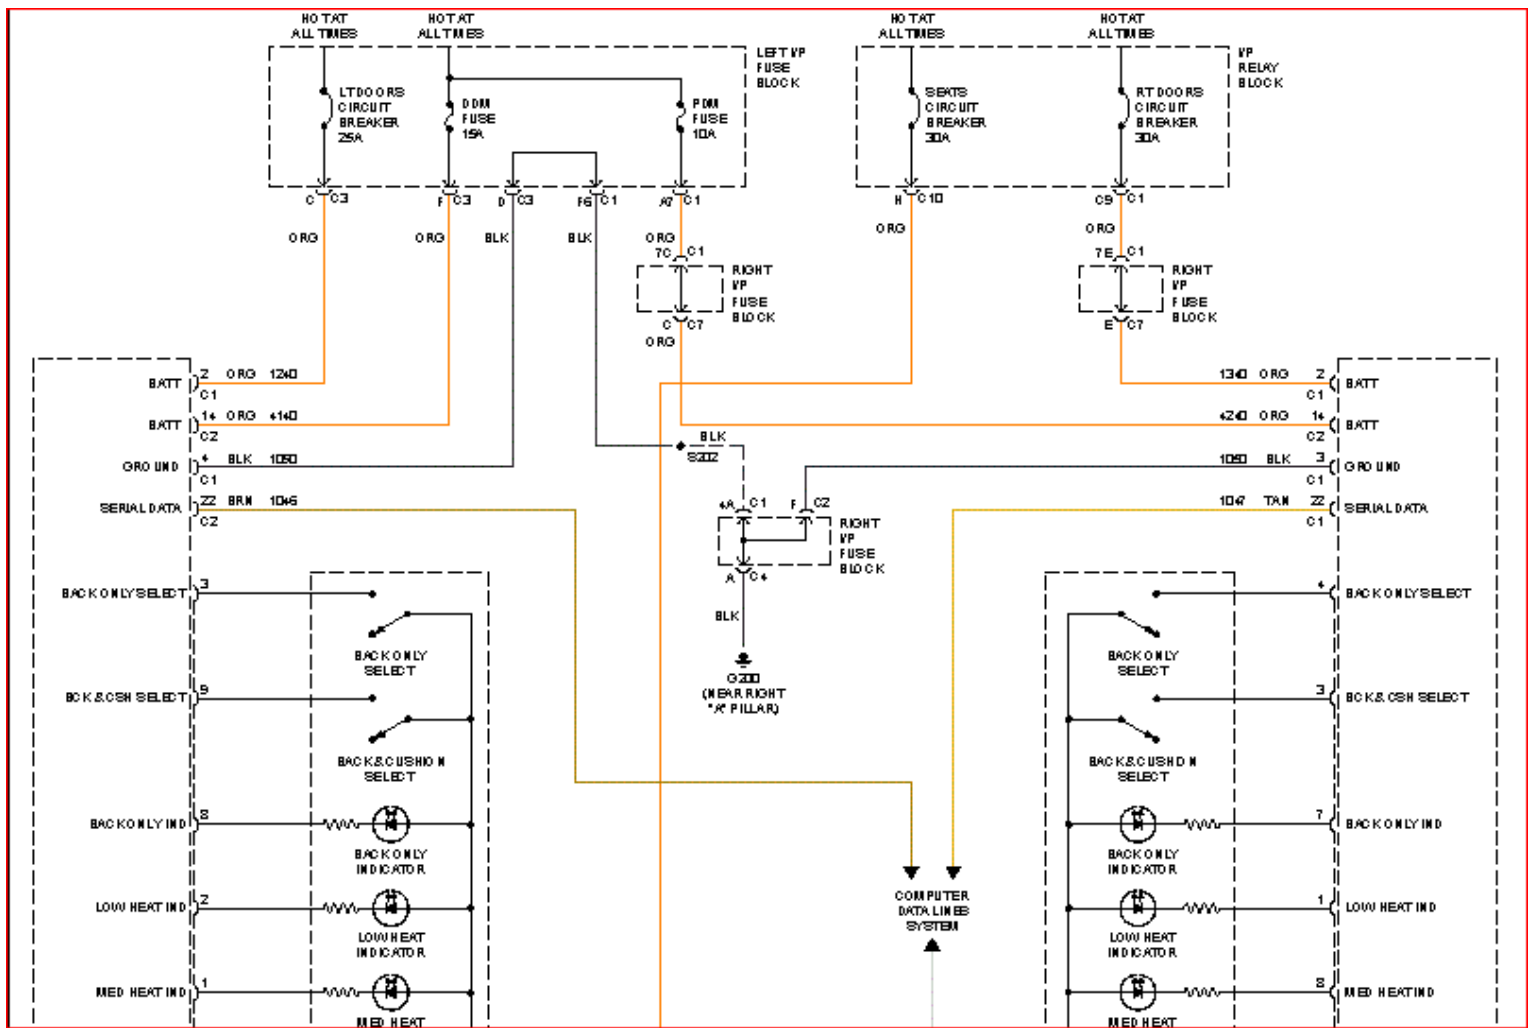 HOT AT
ALL TIMES
HOT AT
ALL TIMES
HOT AT
ALL TIMES
HOT AT
ALL TIMES
LEFT I/P
FUSE
BLOCK
I/P
RELAY
BLOCK
LT DOORS
CIRCUIT
BREAKER
25A
DDM
FUSE
15A
PDM
FUSE
10A
SEATS
CIRCUIT
BREAKER
30A
RT DOORS
CIRCUIT
BREAKER
30A
C C3
F C3
D C3
F6 C1
A7 C1
H C10
C9 C1
ORG
ORG
BLK
BLK
ORG
ORG
ORG
7C C1
RIGHT
I/P
FUSE
BLOCK
C C7
ORG
7E C1
RIGHT
I/P
FUSE
BLOCK
E C7
BATT 2 ORG 1240
C1
BATT 14 ORG 4140
C2
GROUND 4 BLK 1050
C1
SERIAL DATA 22 BRN 1046
C2
1340 ORG 2 BATT
C1
4240 ORG 14 BATT
C2
1050 BLK 3 GROUND
C1
1047 TAN 22 SERIAL DATA
C1
BLK
S202
4A C1
F C2
RIGHT
I/P
FUSE
BLOCK
A C4
BLK
G200
(NEAR RIGHT
"A" PILLAR)
BACK ONLY SELECT 3
BACK ONLY
SELECT
BCK & CSH SELECT 9
BACK & CUSHION
SELECT
BACK ONLY IND 8
BACK ONLY
INDICATOR
LOW HEAT IND 2
LOW HEAT
INDICATOR
MED HEAT IND 1
MED HEAT
COMPUTER
DATA LINES
SYSTEM
4 BACK ONLY SELECT
BACK ONLY
SELECT
3 BCK & CSH SELECT
BACK & CUSHION
SELECT
7 BACK ONLY IND
BACK ONLY
INDICATOR
1 LOW HEAT IND
LOW HEAT
INDICATOR
8 MED HEAT IND
MED HEAT